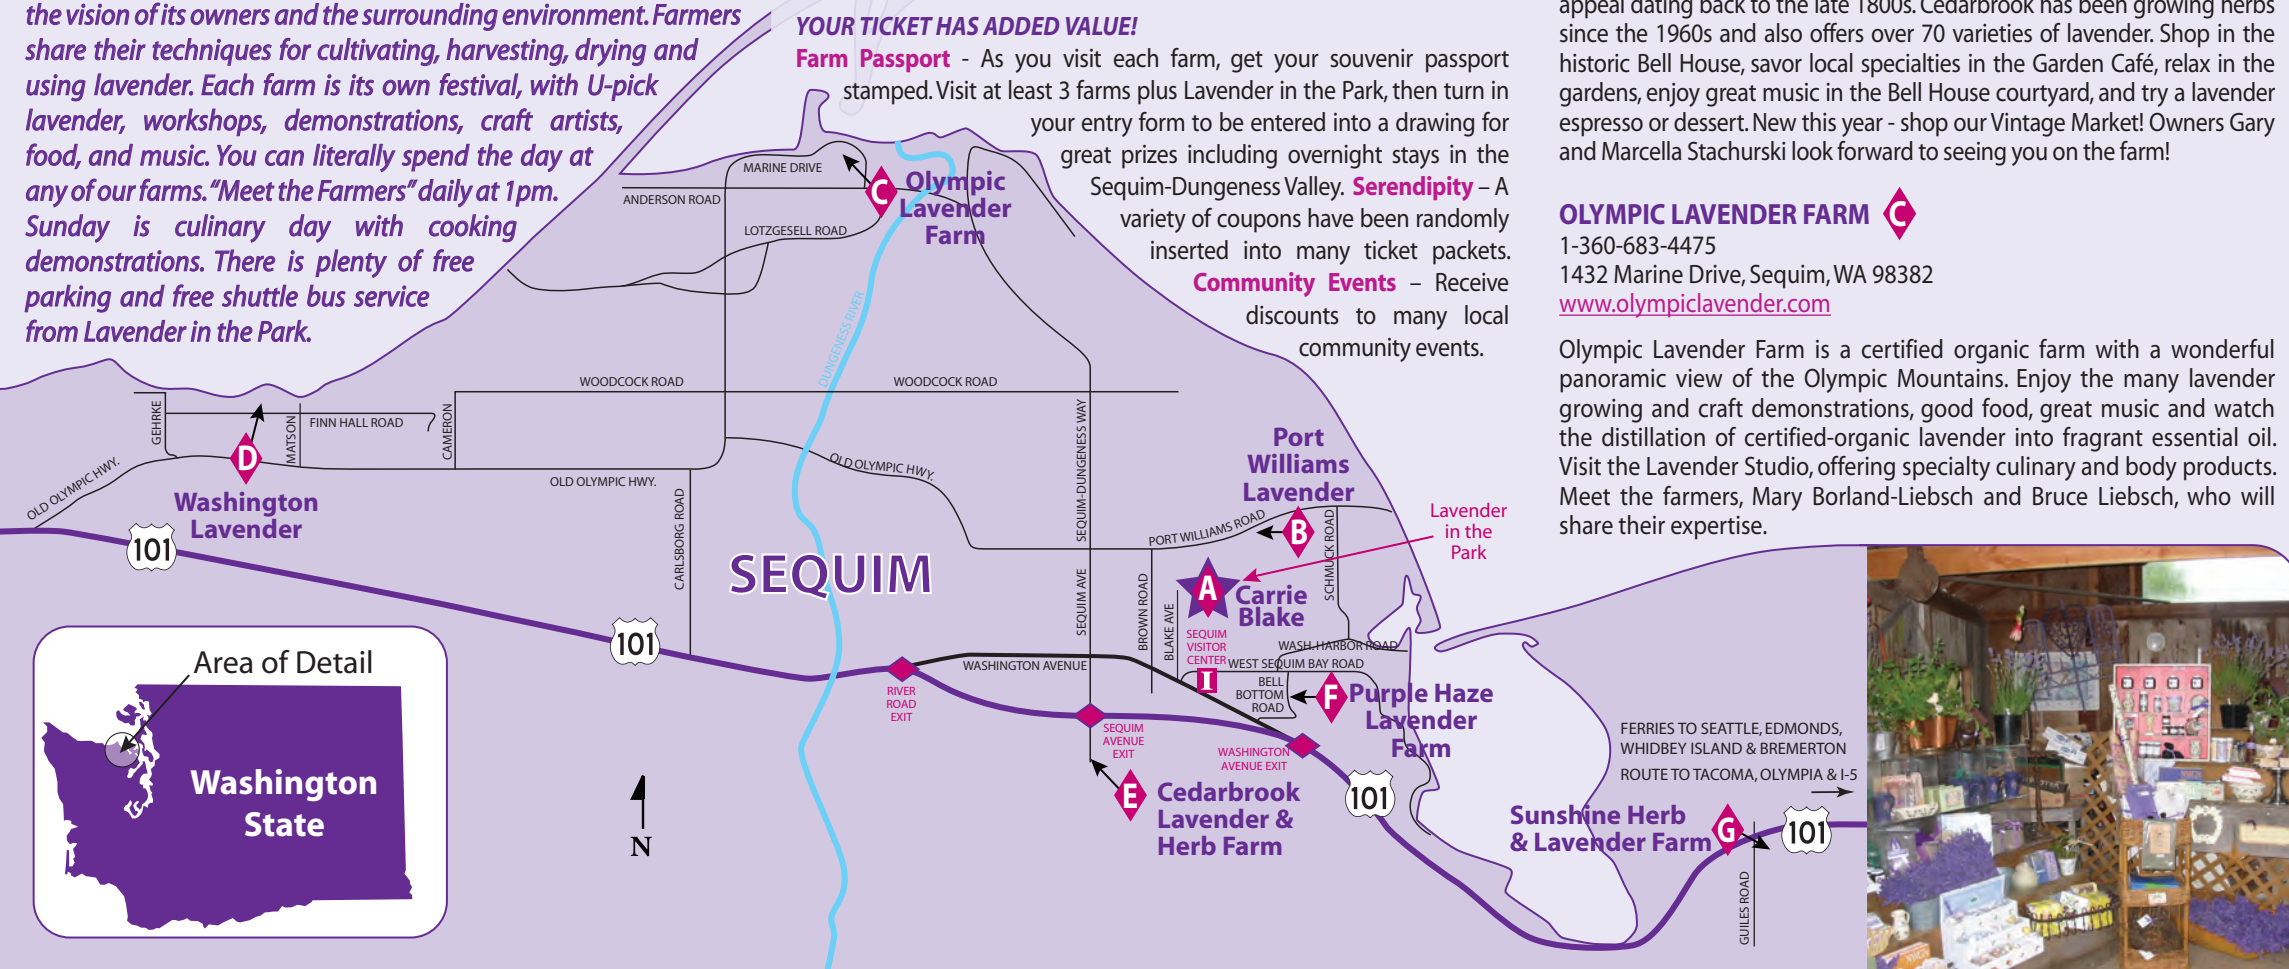 the vision of its owners and the surrounding environment. Farmers
share their techniques for cultivating, harvesting, drying and
using lavender. Each farm is its own festival, with U-pick
lavender, workshops, demonstrations, craft artists,
food, and music. You can literally spend the day at
any of our farms. “Meet the Farmers” daily at 1pm.
Sunday is culinary day with cooking
demonstrations. There is plenty of free
parking and free shuttle bus service
from Lavender in the Park.
YOUR TICKET HAS ADDED VALUE!
Farm Passport - As you visit each farm, get your souvenir passport
stamped. Visit at least 3 farms plus Lavender in the Park, then turn in
your entry form to be entered into a drawing for
great prizes including overnight stays in the
Sequim-Dungeness Valley. Serendipity – A
variety of coupons have been randomly
inserted into many ticket packets.
Community Events – Receive
discounts to many local
community events.
appeal dating back to the late 1800s. Cedarbrook has been growing herbs
since the 1960s and also offers over 70 varieties of lavender. Shop in the
historic Bell House, savor local specialties in the Garden Café, relax in the
gardens, enjoy great music in the Bell House courtyard, and try a lavender
espresso or dessert. New this year - shop our Vintage Market! Owners Gary
and Marcella Stachurski look forward to seeing you on the farm!
OLYMPIC LAVENDER FARM C
1-360-683-4475
1432 Marine Drive, Sequim, WA 98382
www.olympiclavender.com
Olympic Lavender Farm is a certified organic farm with a wonderful
panoramic view of the Olympic Mountains. Enjoy the many lavender
growing and craft demonstrations, good food, great music and watch
the distillation of certified-organic lavender into fragrant essential oil.
Visit the Lavender Studio, offering specialty culinary and body products.
Meet the farmers, Mary Borland-Liebsch and Bruce Liebsch, who will
share their expertise.
MARINE DRIVE
ANDERSON ROAD
LOTZGESELL ROAD
C
Olympic
Lavender
Farm
DUNGENESS RIVER
WOODCOCK ROAD
WOODCOCK ROAD
GEHRKE
MATSON
FINN HALL ROAD
CAMERON
D
Washington
Lavender
OLD OLYMPIC HWY.
OLD OLYMPIC HWY.
OLD OLYMPIC HWY.
CARLSBORG ROAD
SEQUIM-DUNGENESS WAY
SEQUIM AVE
Port
Williams
Lavender
B
PORT WILLIAMS ROAD
SCHMUCK ROAD
Lavender
in the
Park
101
SEQUIM
101
BROWN ROAD
BLAKE AVE
A
Carrie
Blake
SEQUIM
VISITOR
CENTER
I
WASH. HARBOR ROAD
WEST SEQUIM BAY ROAD
BELL
BOTTOM
ROAD
F
Purple Haze
Lavender
Farm
WASHINGTON AVENUE
RIVER
ROAD
EXIT
SEQUIM
AVENUE
EXIT
WASHINGTON
AVENUE EXIT
E
Cedarbrook
Lavender &
Herb Farm
101
Sunshine Herb
& Lavender Farm
G
101
GUILES ROAD
FERRIES TO SEATTLE, EDMONDS,
WHIDBEY ISLAND & BREMERTON
ROUTE TO TACOMA, OLYMPIA & I-5
Area of Detail
Washington
State
N